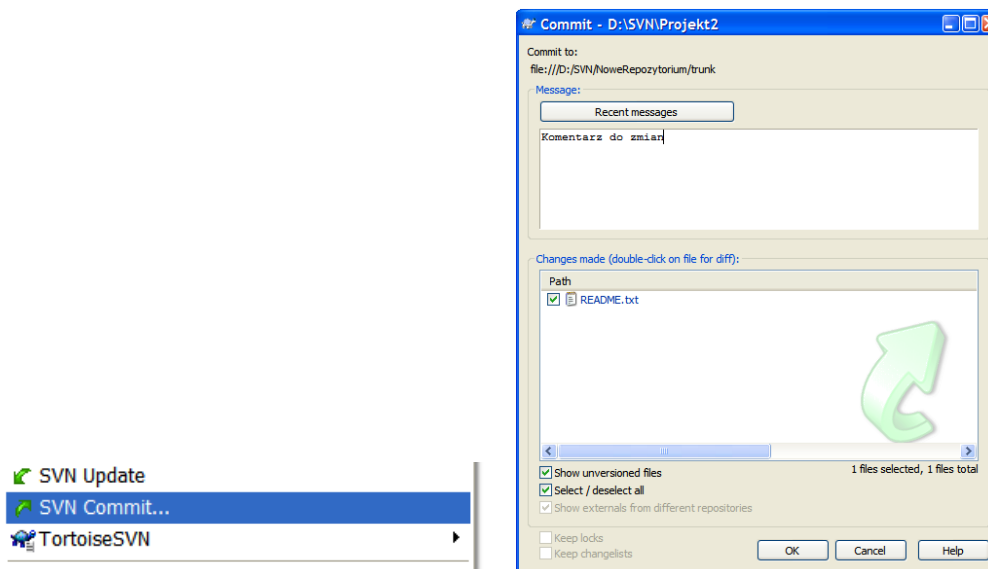 SVN Update
SVN Commit...
TortoiseSVN
Commit - D:\SVN\Projekt2
Commit to:
file:///D:/SVN/NoweRepozytorium/trunk
Message:
Recent messages
Komentarz do zmian
Changes made (double-click on file for diff):
Path
README.txt
Show unversioned files
1 files selected, 1 files total
Select / deselect all
Show externals from different repositories
Keep locks
Keep changelists
OK Cancel Help